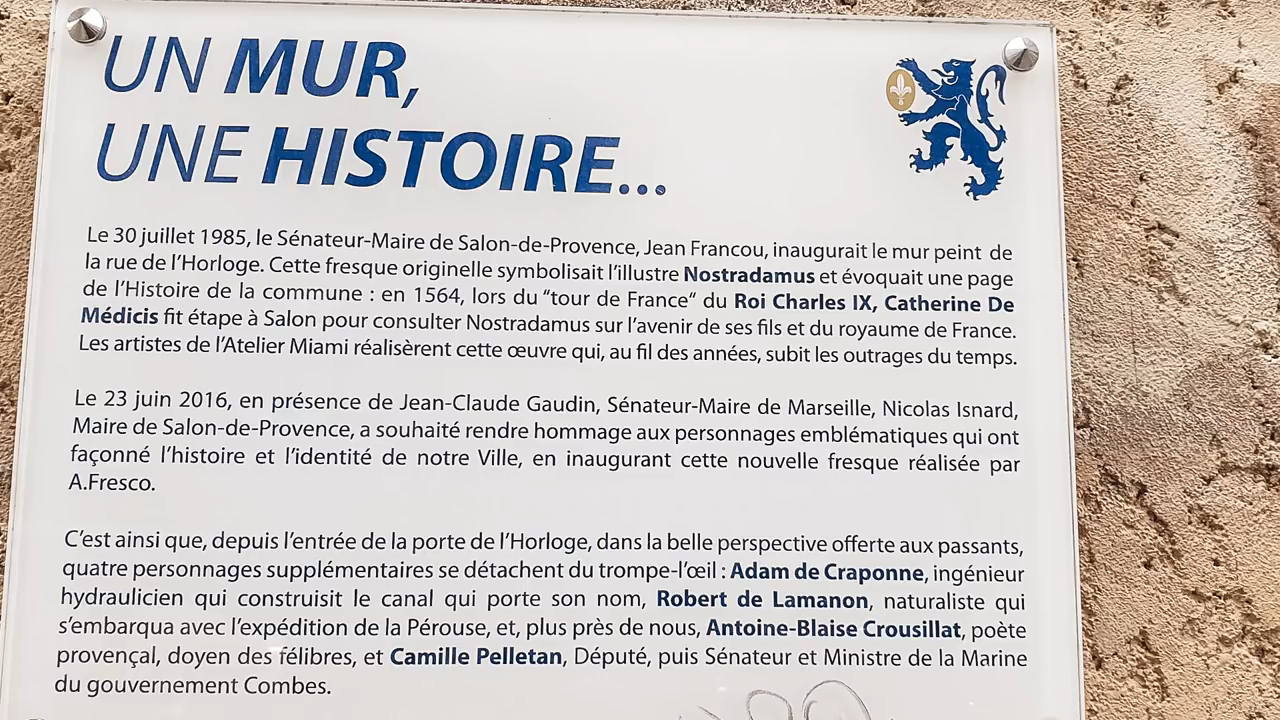 UN MUR,
UNE HISTOIRE...
Le 30 juillet 1985, le Sénateur-Maire de Salon-de-Provence, Jean Francou, inaugurait le mur peint de
la rue de l'Horloge. Cette fresque originelle symbolisait l'illustre Nostradamus et évoquait une page
de l'Histoire de la commune : en 1564, lors du "tour de France" du Roi Charles IX, Catherine De
Médicis fit étape à Salon pour consulter Nostradamus sur l'avenir de ses fils et du royaume de France.
Les artistes de l'Atelier Miami réalisèrent cette œuvre qui, au fil des années, subit les outrages du temps.
Le 23 juin 2016, en présence de Jean-Claude Gaudin, Sénateur-Maire de Marseille, Nicolas Isnard,
Maire de Salon-de-Provence, a souhaité rendre hommage aux personnages emblématiques qui ont
façonné l'histoire et l'identité de notre Ville, en inaugurant cette nouvelle fresque réalisée par
A.Fresco.
C'est ainsi que, depuis l'entrée de la porte de l'Horloge, dans la belle perspective offerte aux passants,
quatre personnages supplémentaires se détachent du trompe-l'œil : Adam de Craponne, ingénieur
hydraulicien qui construisit le canal qui porte son nom, Robert de Lamanon, naturaliste qui
s'embarqua avec l'expédition de la Pérouse, et, plus près de nous, Antoine-Blaise Crousillat, poète
provençal, doyen des félibres, et Camille Pelletan, Député, puis Sénateur et Ministre de la Marine
du gouvernement Combes.